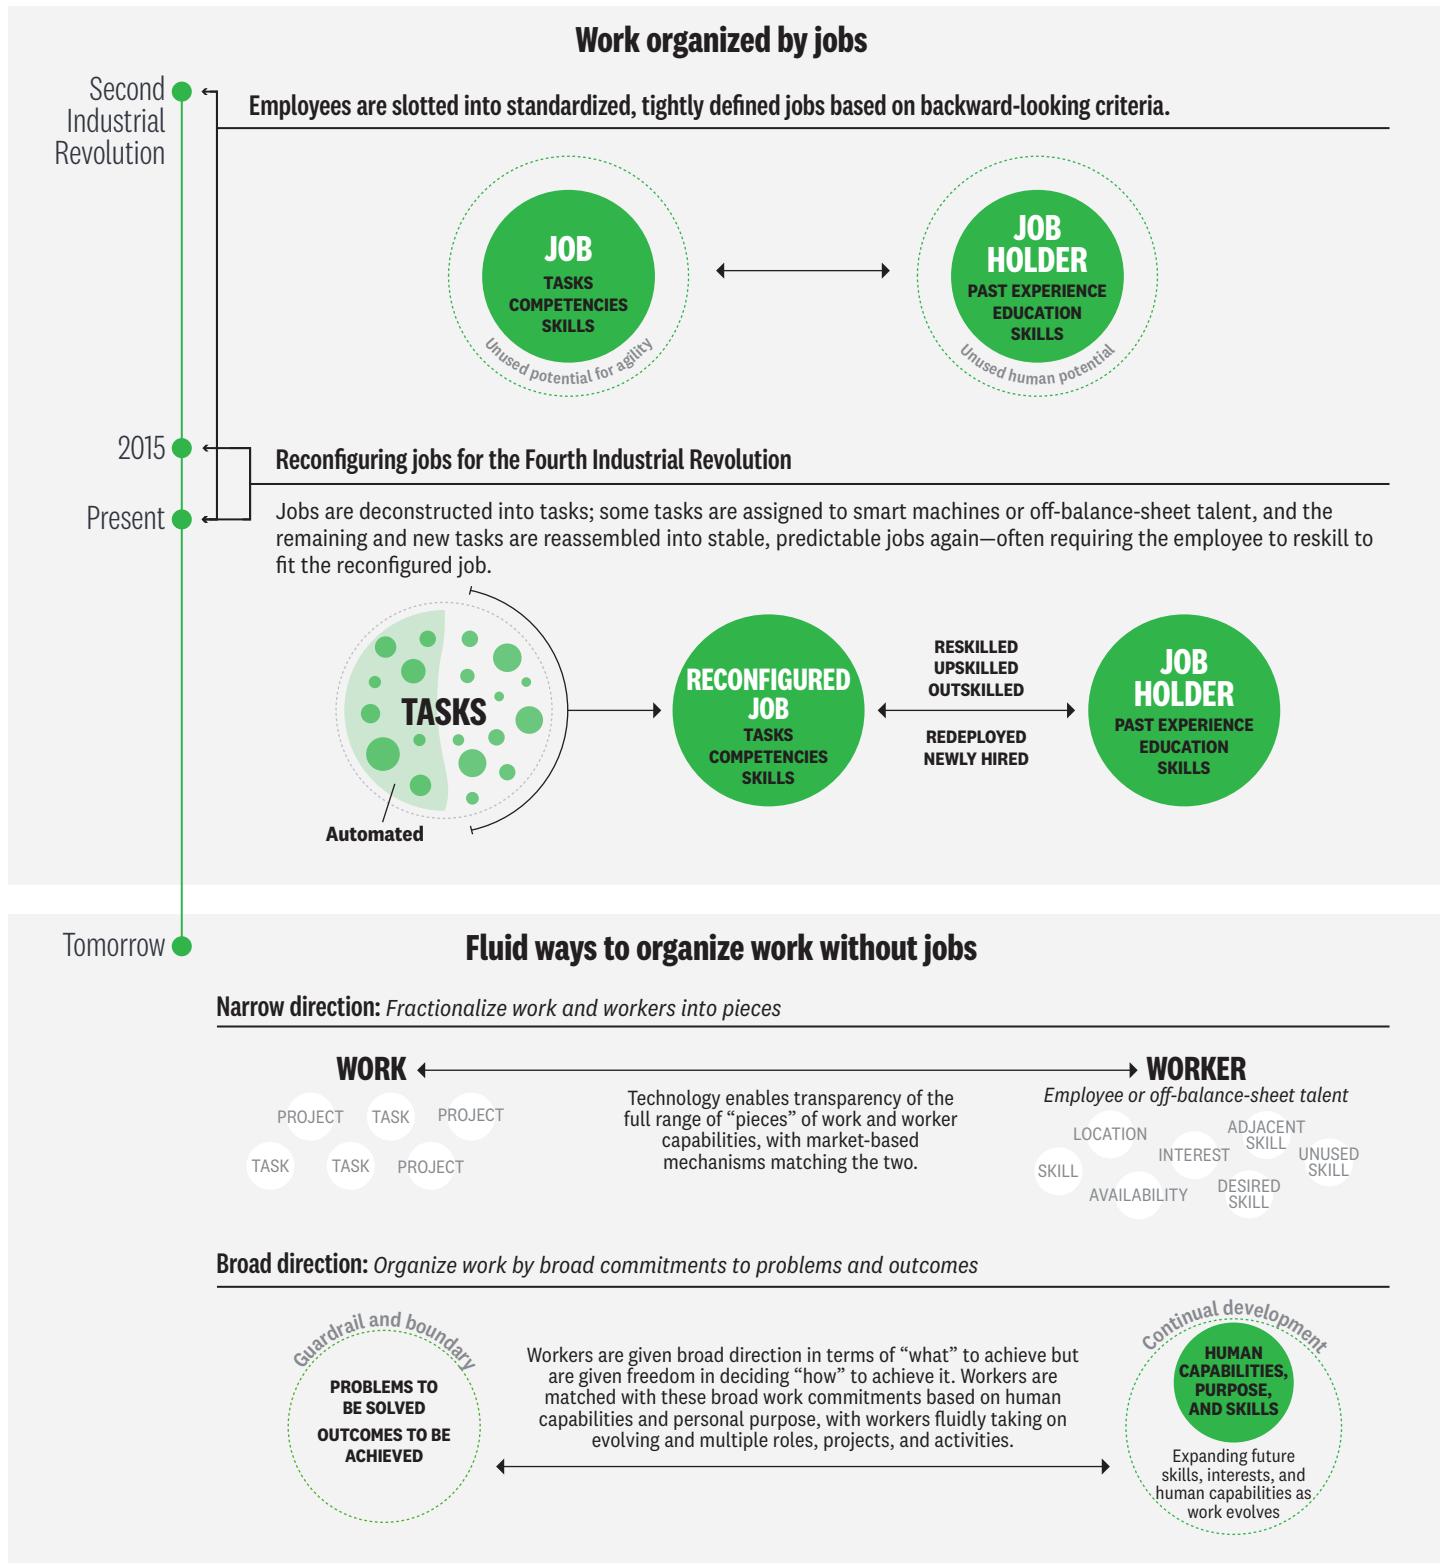 Work organized by jobs
Second
Industrial
Revolution
Employees are slotted into standardized, tightly defined jobs based on backward-looking criteria.
JOB
TASKS
COMPETENCIES
SKILLS
Unused potential for agility
JOB
HOLDER
PAST EXPERIENCE
EDUCATION
SKILLS
Unused human potential
2015
Present
Reconfiguring jobs for the Fourth Industrial Revolution
Jobs are deconstructed into tasks; some tasks are assigned to smart machines or off-balance-sheet talent, and the
remaining and new tasks are reassembled into stable, predictable jobs again—often requiring the employee to reskill to
fit the reconfigured job.
TASKS
Automated
RECONFIGURED
JOB
TASKS
COMPETENCIES
SKILLS
RESKILLED
UPSKILLED
OUTSKILLED
REDEPLOYED
NEWLY HIRED
JOB
HOLDER
PAST EXPERIENCE
EDUCATION
SKILLS
Tomorrow
Fluid ways to organize work without jobs
Narrow direction: Fractionalize work and workers into pieces
WORK
PROJECT
TASK
PROJECT
TASK
TASK
PROJECT
Technology enables transparency of the
full range of “pieces” of work and worker
capabilities, with market-based
mechanisms matching the two.
WORKER
Employee or off-balance-sheet talent
LOCATION
ADJACENT
SKILL
INTEREST
UNUSED
SKILL
SKILL
AVAILABILITY
DESIRED
SKILL
Broad direction: Organize work by broad commitments to problems and outcomes
Guardrail and boundary
PROBLEMS TO
BE SOLVED
OUTCOMES TO BE
ACHIEVED
Workers are given broad direction in terms of “what” to achieve but
are given freedom in deciding “how” to achieve it. Workers are
matched with these broad work commitments based on human
capabilities and personal purpose, with workers fluidly taking on
evolving and multiple roles, projects, and activities.
Continual development
HUMAN
CAPABILITIES,
PURPOSE,
AND SKILLS
Expanding future
skills, interests, and
human capabilities as
work evolves